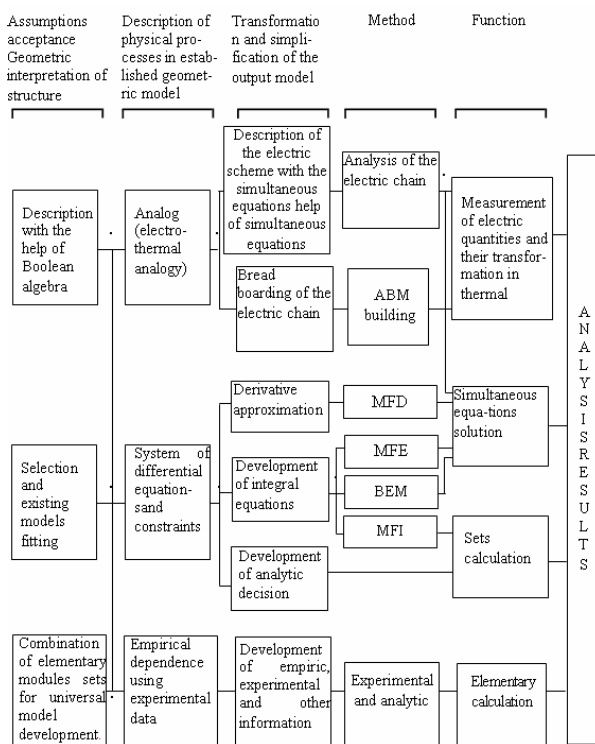 Assumptions
acceptance
Geometric
interpretation of
structure
Description of
physical pro-
cesses in estab-
lished geomet-
ric model
Transformatio
n and simpli-
fication of the
output model
Method
Function
Description
with the
help of
Boolean
algebra
Analog
(electro-
thermal
analogy)
Description of
the electric
scheme with the
simultaneous
equations help
of simultaneous
equations
Analysis of the
electric chain
Measurement
of electric
quantities and
their transfor-
mation in
thermal
Bread
boarding of the
electric chain
ABM
building
Derivative
approximation
MFD
Simultaneous
equa-tions
solution
Selection
and
existing
models
fitting
System of
differential
equation-
sand
constraints
Development
of integral
equations
MFE
BEM
MFI
Sets
calculation
Development
of analytic
decision
Combination
of elementary
modules sets
for universal
model
development.
Empirical
dependence
using
experimental
data
Development
of empiric,
experimental
and other
information
Experimental
and analytic
Elementary
calculation
A
N
A
L
Y
S
I
S
R
E
S
U
L
T
S